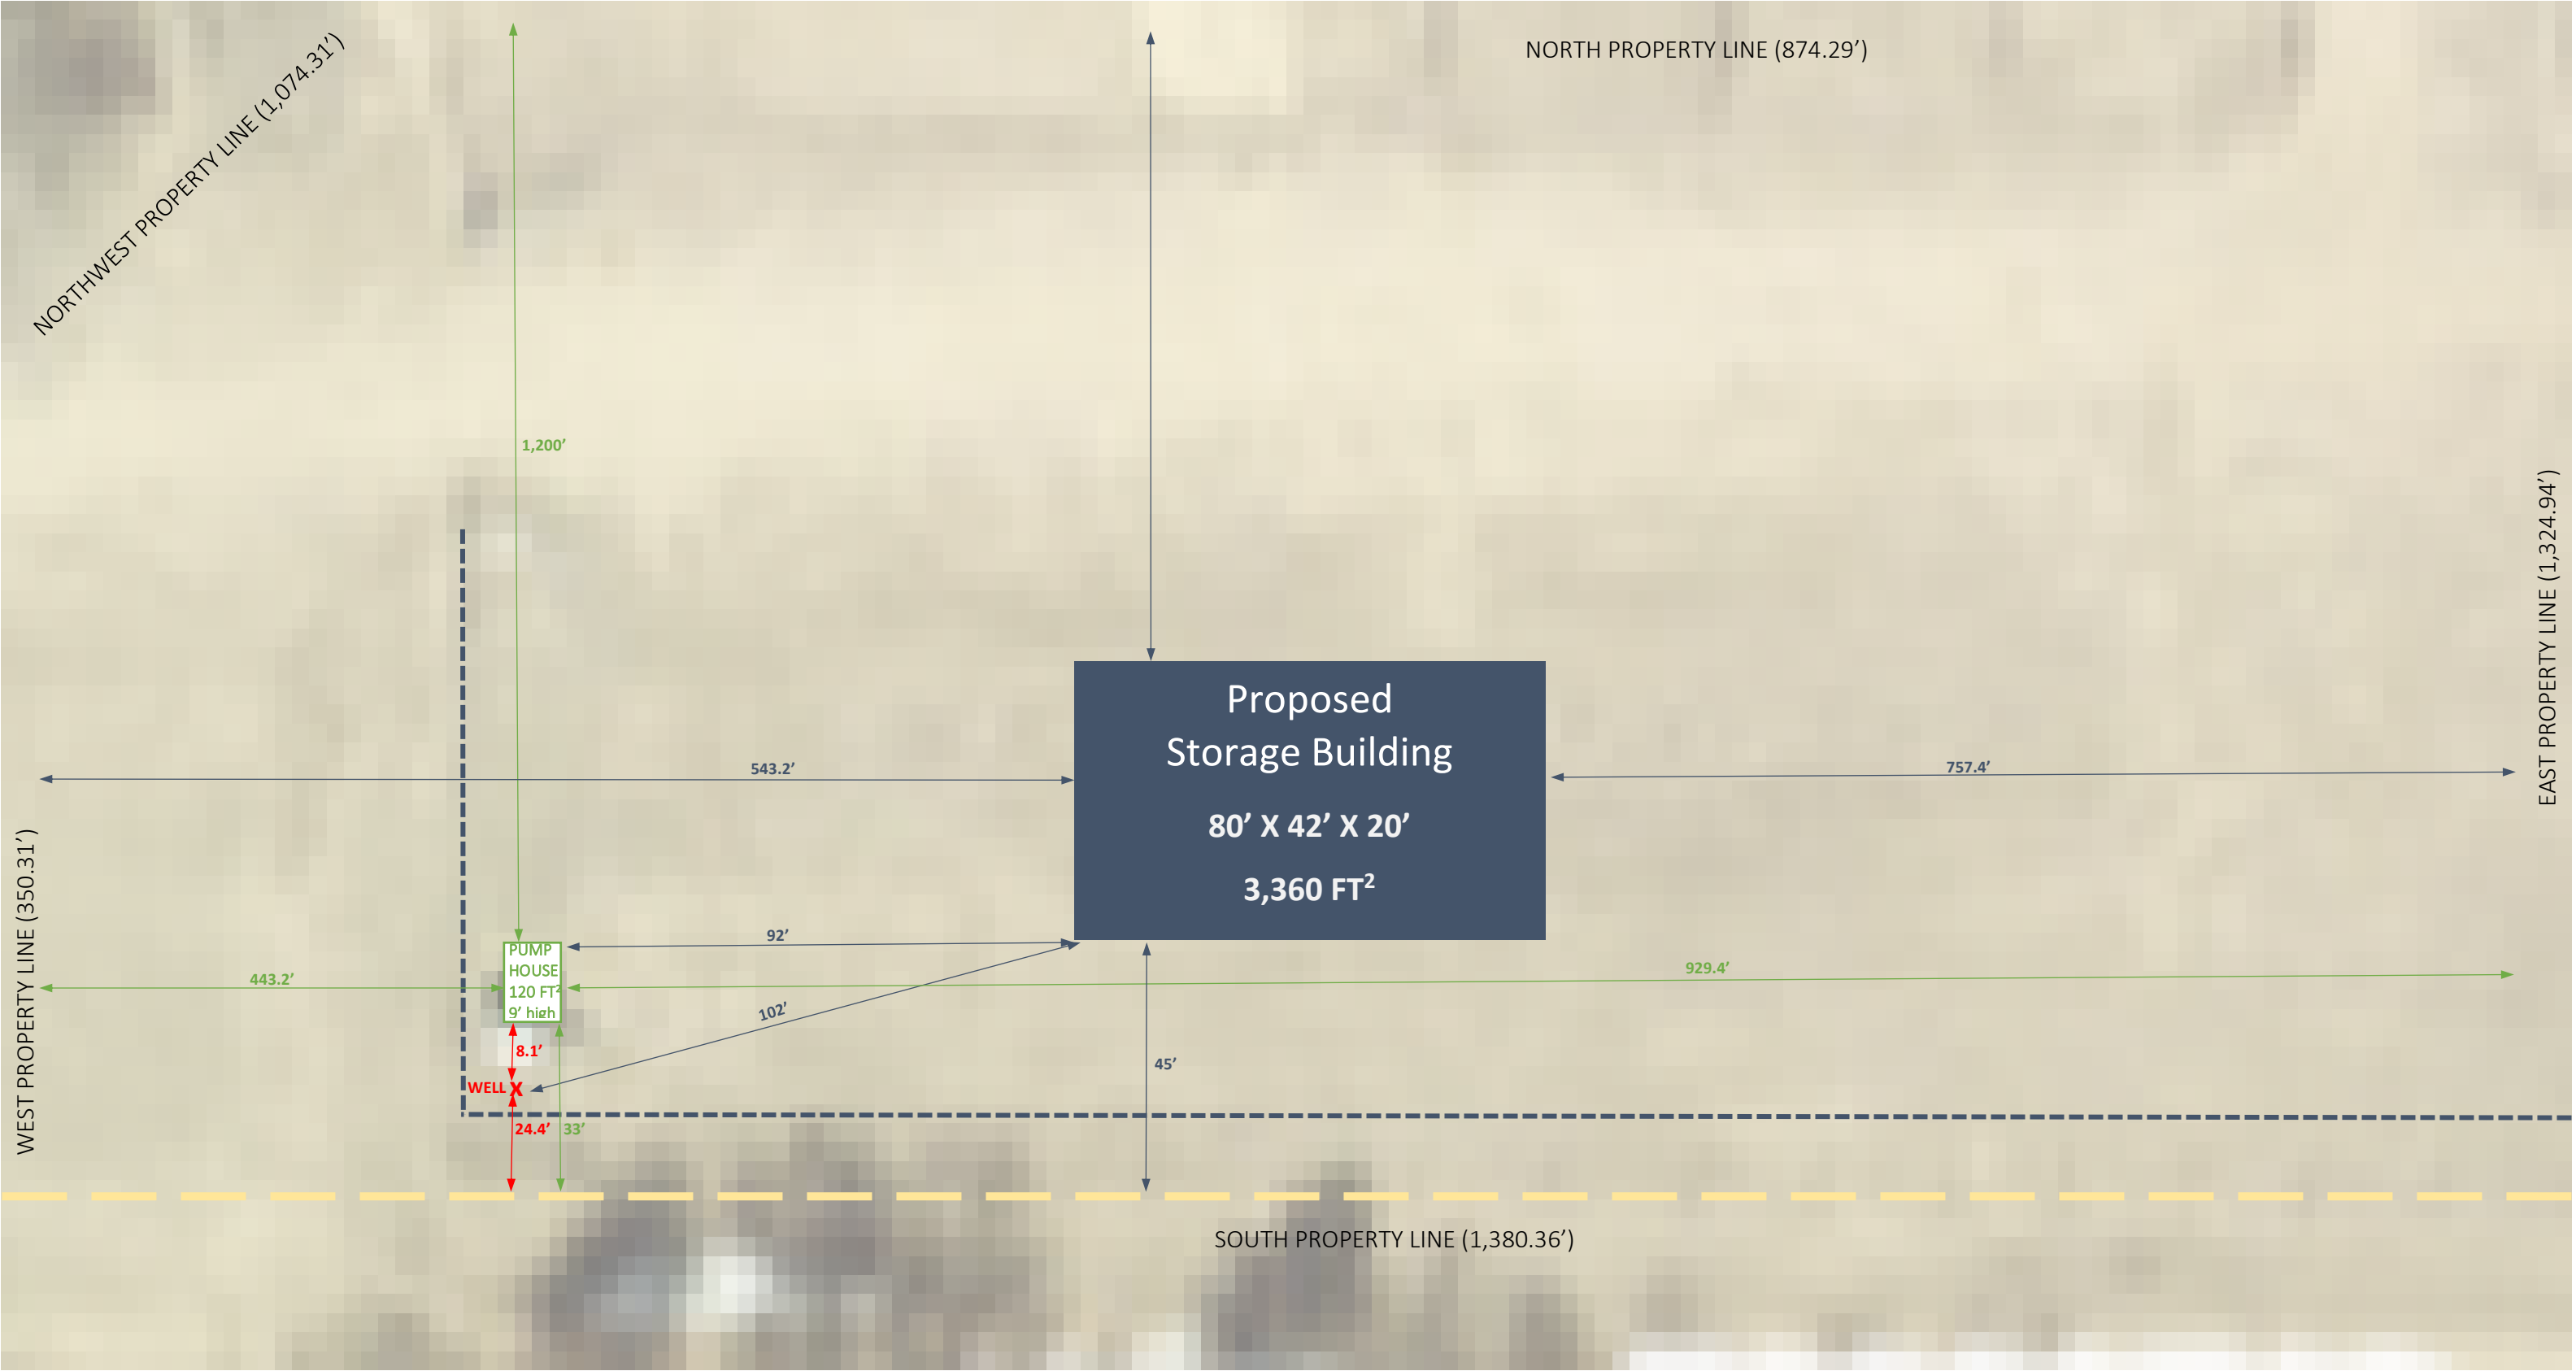 NORTH PROPERTY LINE (874.29’)
NORTHWEST PROPERTY LINE (1,074.31’)
1,200’
EAST PROPERTY LINE (1,324.94’)
Proposed
Storage Building
80’ X 42’ X 20’
3,360 FT²
543.2’
757.4’
WEST PROPERTY LINE (350.31’)
92’
PUMP
HOUSE
120 FT²
9’ high
443.2’
929.4’
102’
8.1’
45’
WELL X
24.4’
33’
SOUTH PROPERTY LINE (1,380.36’)